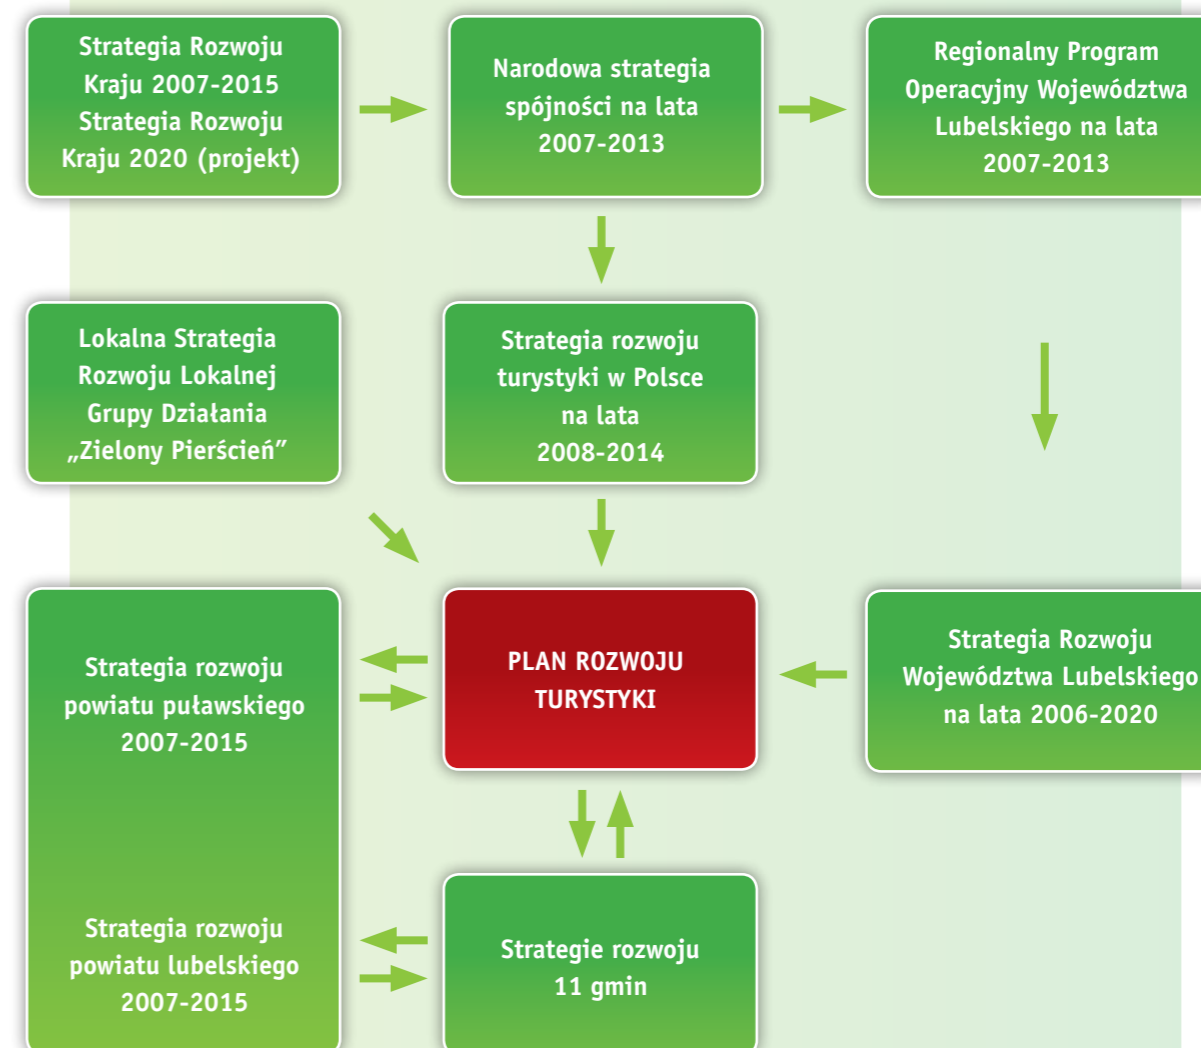 Strategia Rozwoju
Kraju 2007-2015
Strategia Rozwoju
Kraju 2020 (projekt)
Narodowa strategia
spójności na lata
2007-2013
Regionalny Program
Operacyjny Województwa
Lubelskiego na lata
2007-2013
Lokalna Strategia
Rozwoju Lokalnej
Grupy Działania
„Zielony Pierścień”
Strategia rozwoju
turystyki w Polsce
na lata
2008-2014
Strategia rozwoju
powiatu puławskiego
2007-2015
PLAN ROZWOJU
TURYSTYKI
Strategia Rozwoju
Województwa Lubelskiego
na lata 2006-2020
Strategia rozwoju
powiatu lubelskiego
2007-2015
Strategie rozwoju
11 gmin